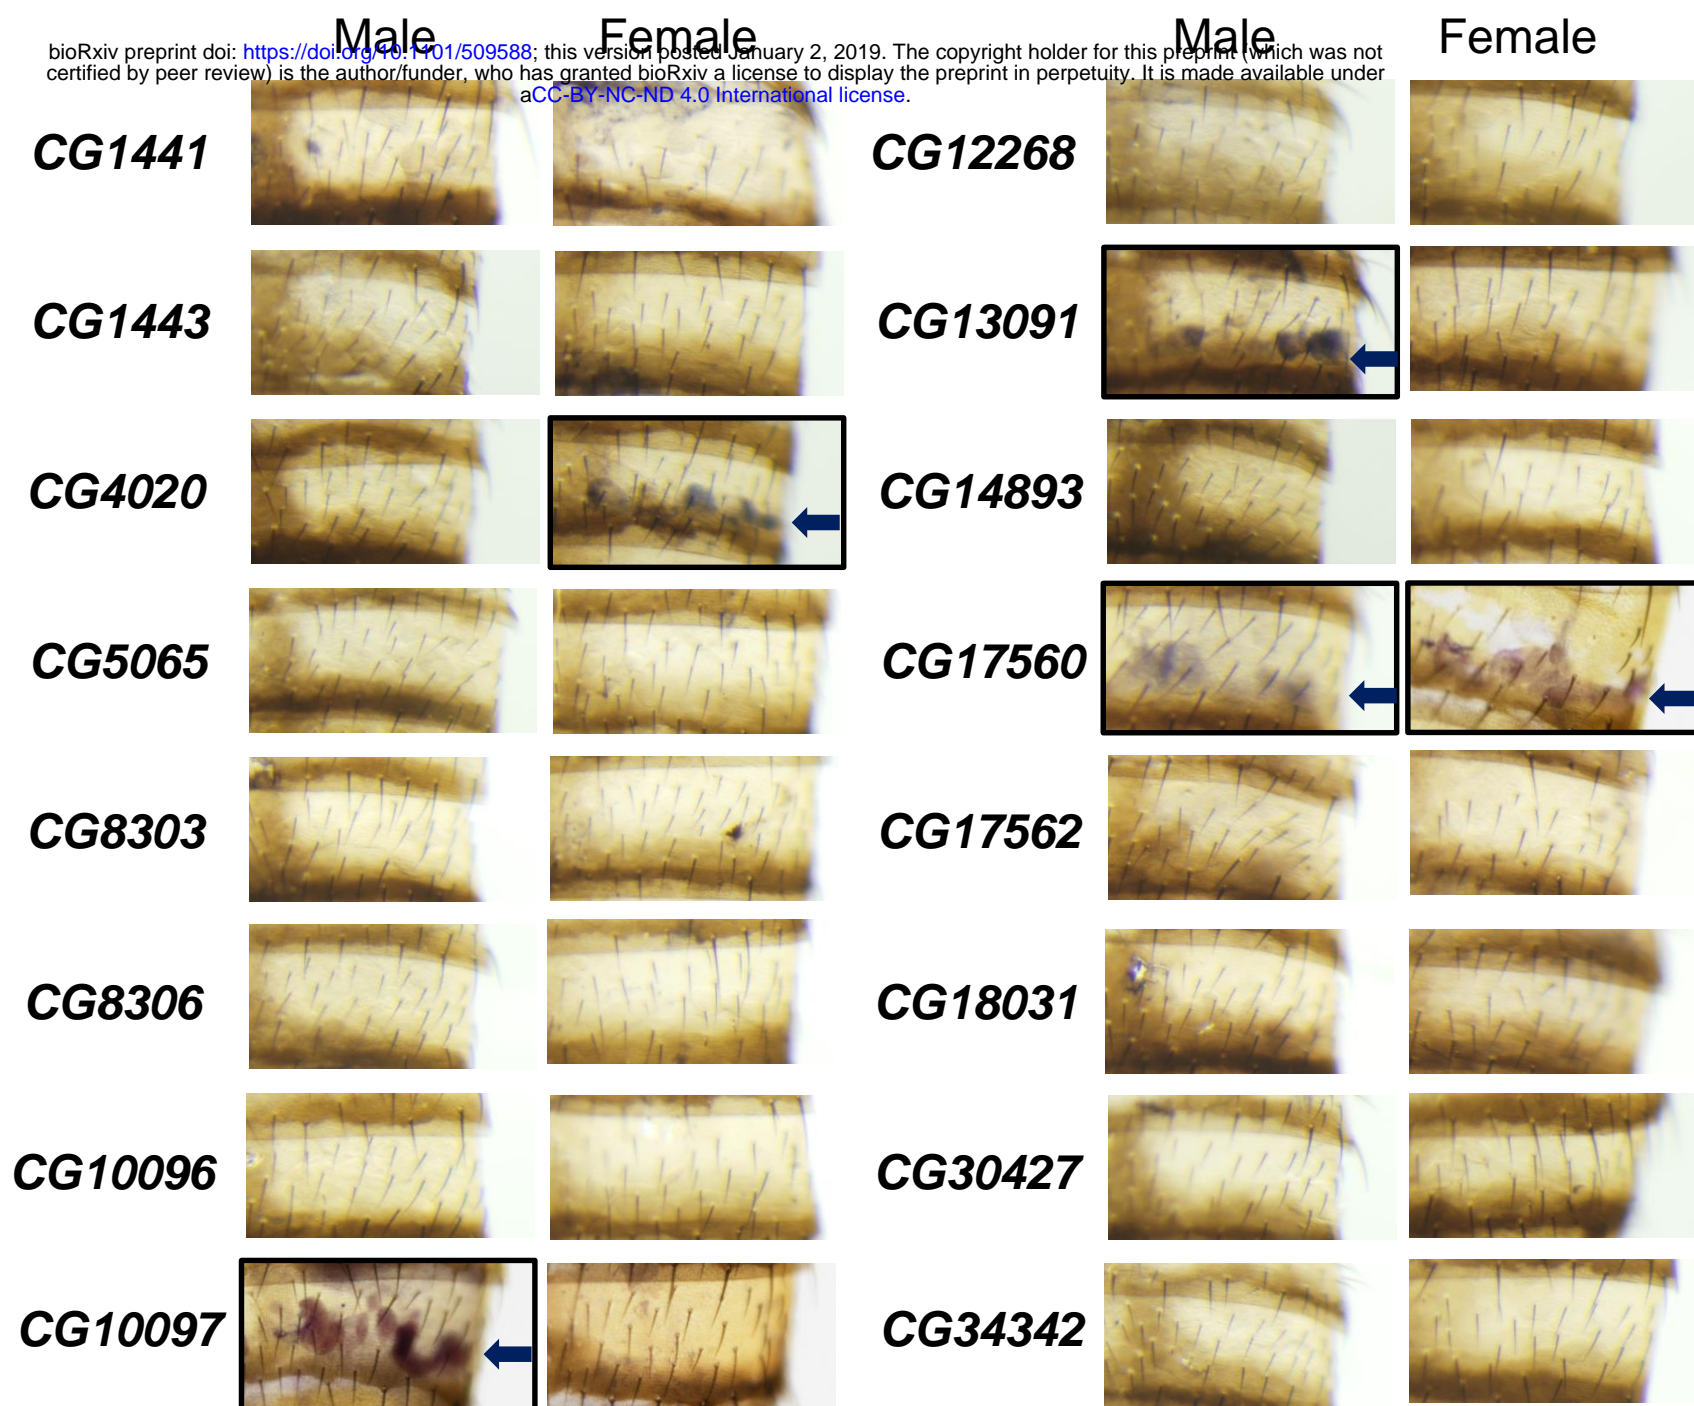 Male Female Male Female
bioRxiv preprint doi: https://doi.org/10.1101/509588; this version posted January 2, 2019. The copyright holder for this preprint (which was not
certified by peer review) is the author/funder, who has granted bioRxiv a license to display the preprint in perpetuity. It is made available under
aCC-BY-NC-ND 4.0 International license.
CG1441 CG12268
CG1443 CG13091
CG4020 CG14893
CG5065 CG17560
CG8303 CG17562
CG8306 CG18031
CG10096 CG30427
CG10097 CG34342